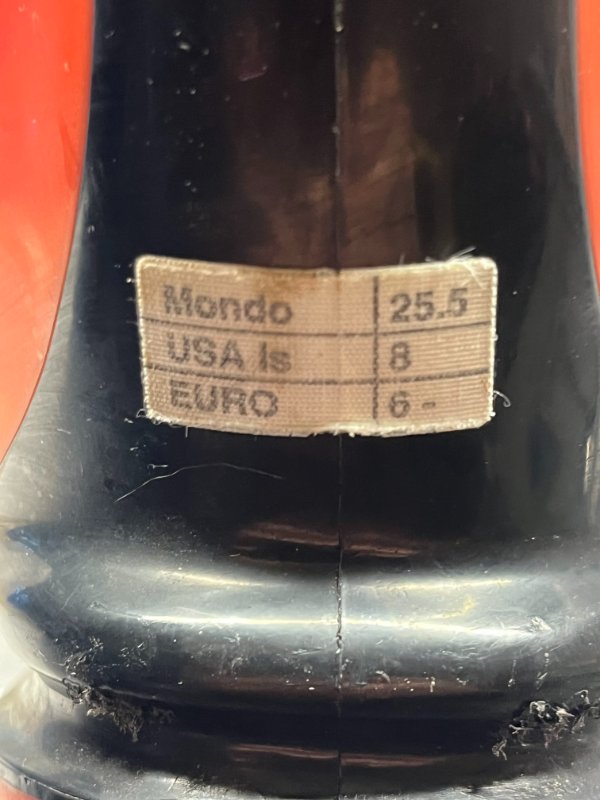 Mondo 25.5
USA ls 8
EURO 6 -